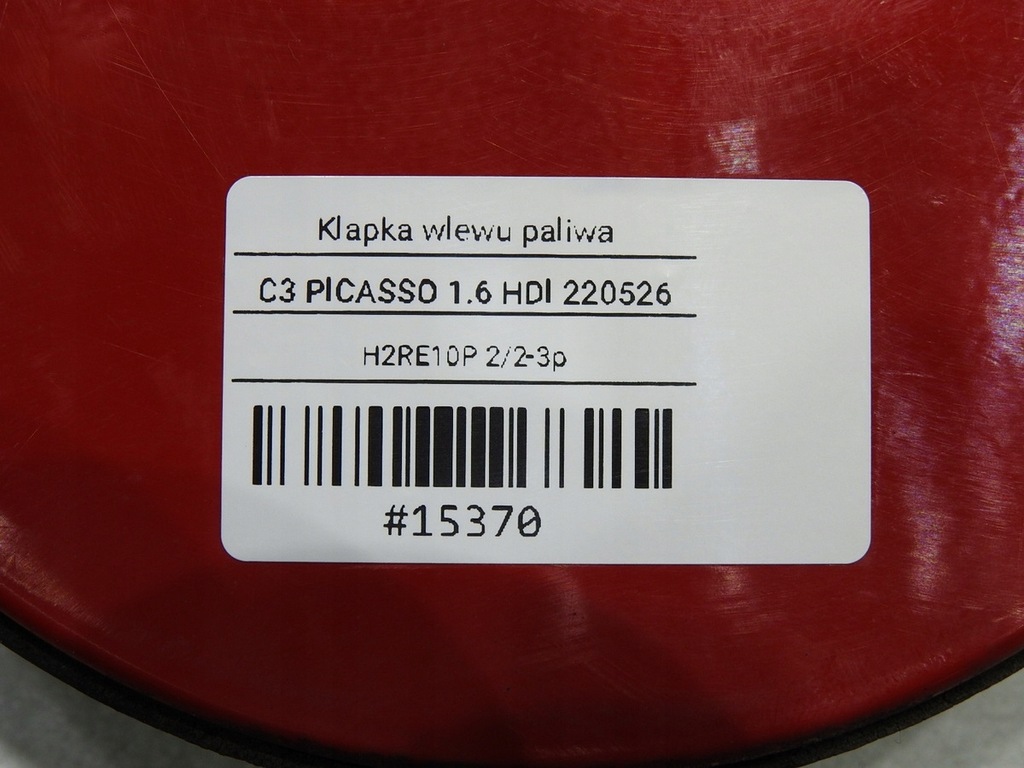 Klapka wlewu paliwa
C3 PICASSO 1.6 HDI 220526
H2RE10P 2/2-3p
#15370